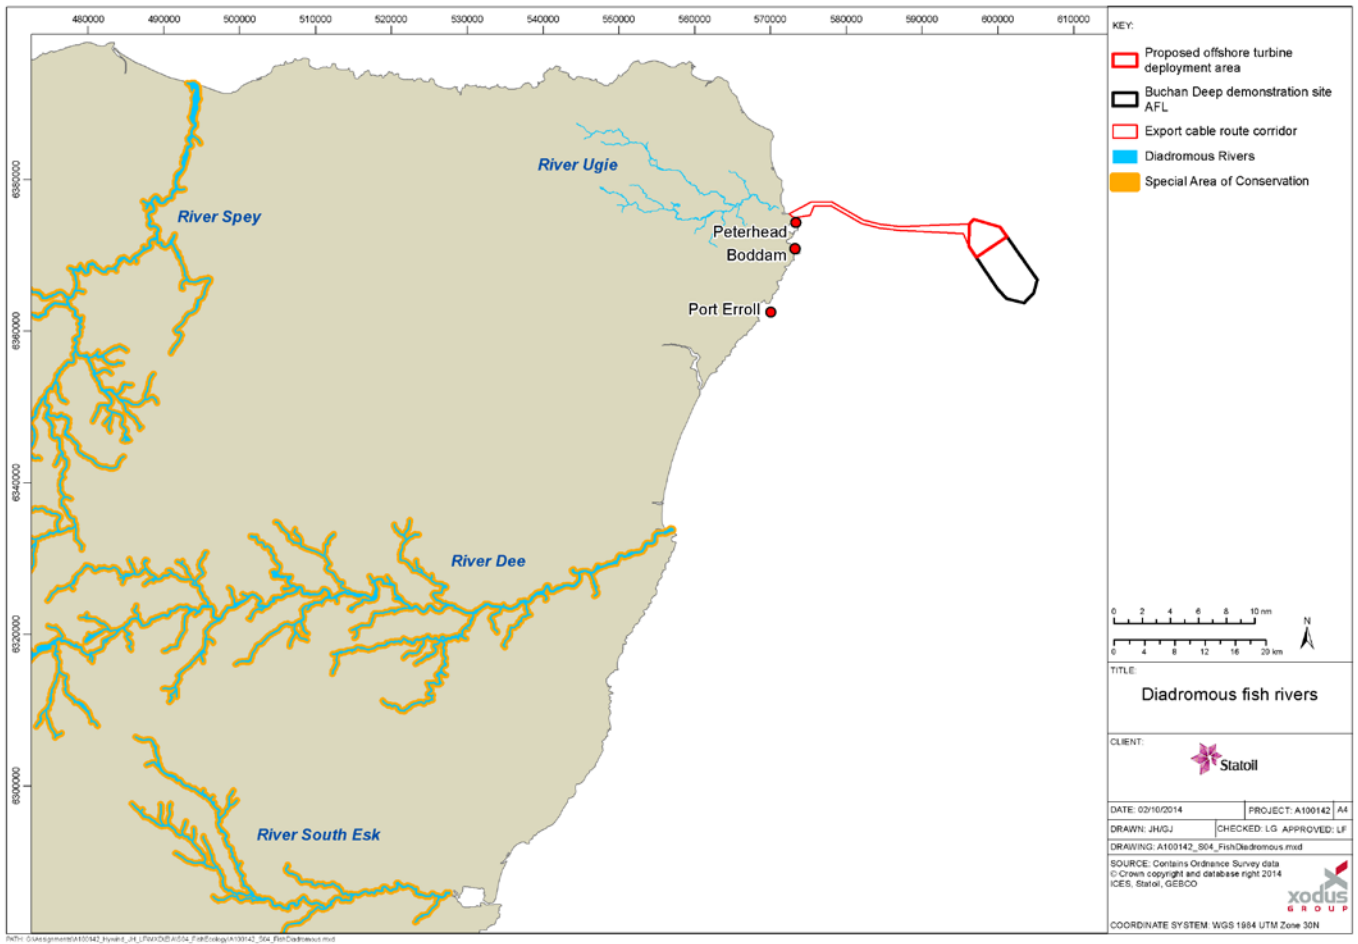 480000 490000 500000 510000 520000 530000 540000 550000 560000 570000 580000 590000 600000 610000
6380000
6360000
6340000
6320000
6300000
River Ugie
River Spey
Peterhead
Boddam
Port Erroll
River Dee
River South Esk
KEY:
Proposed offshore turbine
deployment area
Buchan Deep demonstration site
AFL
Export cable route corridor
Diadromous Rivers
Special Area of Conservation
0 2 4 6 8 10 nm
N
0 4 8 12 16 20 km
TITLE:
Diadromous fish rivers
CLIENT:
Statoil
DATE: 02/10/2014 PROJECT: A100142 A4
DRAWN: JH/GJ CHECKED: LG APPROVED: LF
DRAWING: A100142_S04_FishDiadromous.mxd
SOURCE: Contains Ordnance Survey data
© Crown copyright and database right 2014
ICES, Statoil, GEBCO
xodus
GROUP
COORDINATE SYSTEM: WGS 1984 UTM Zone 30N